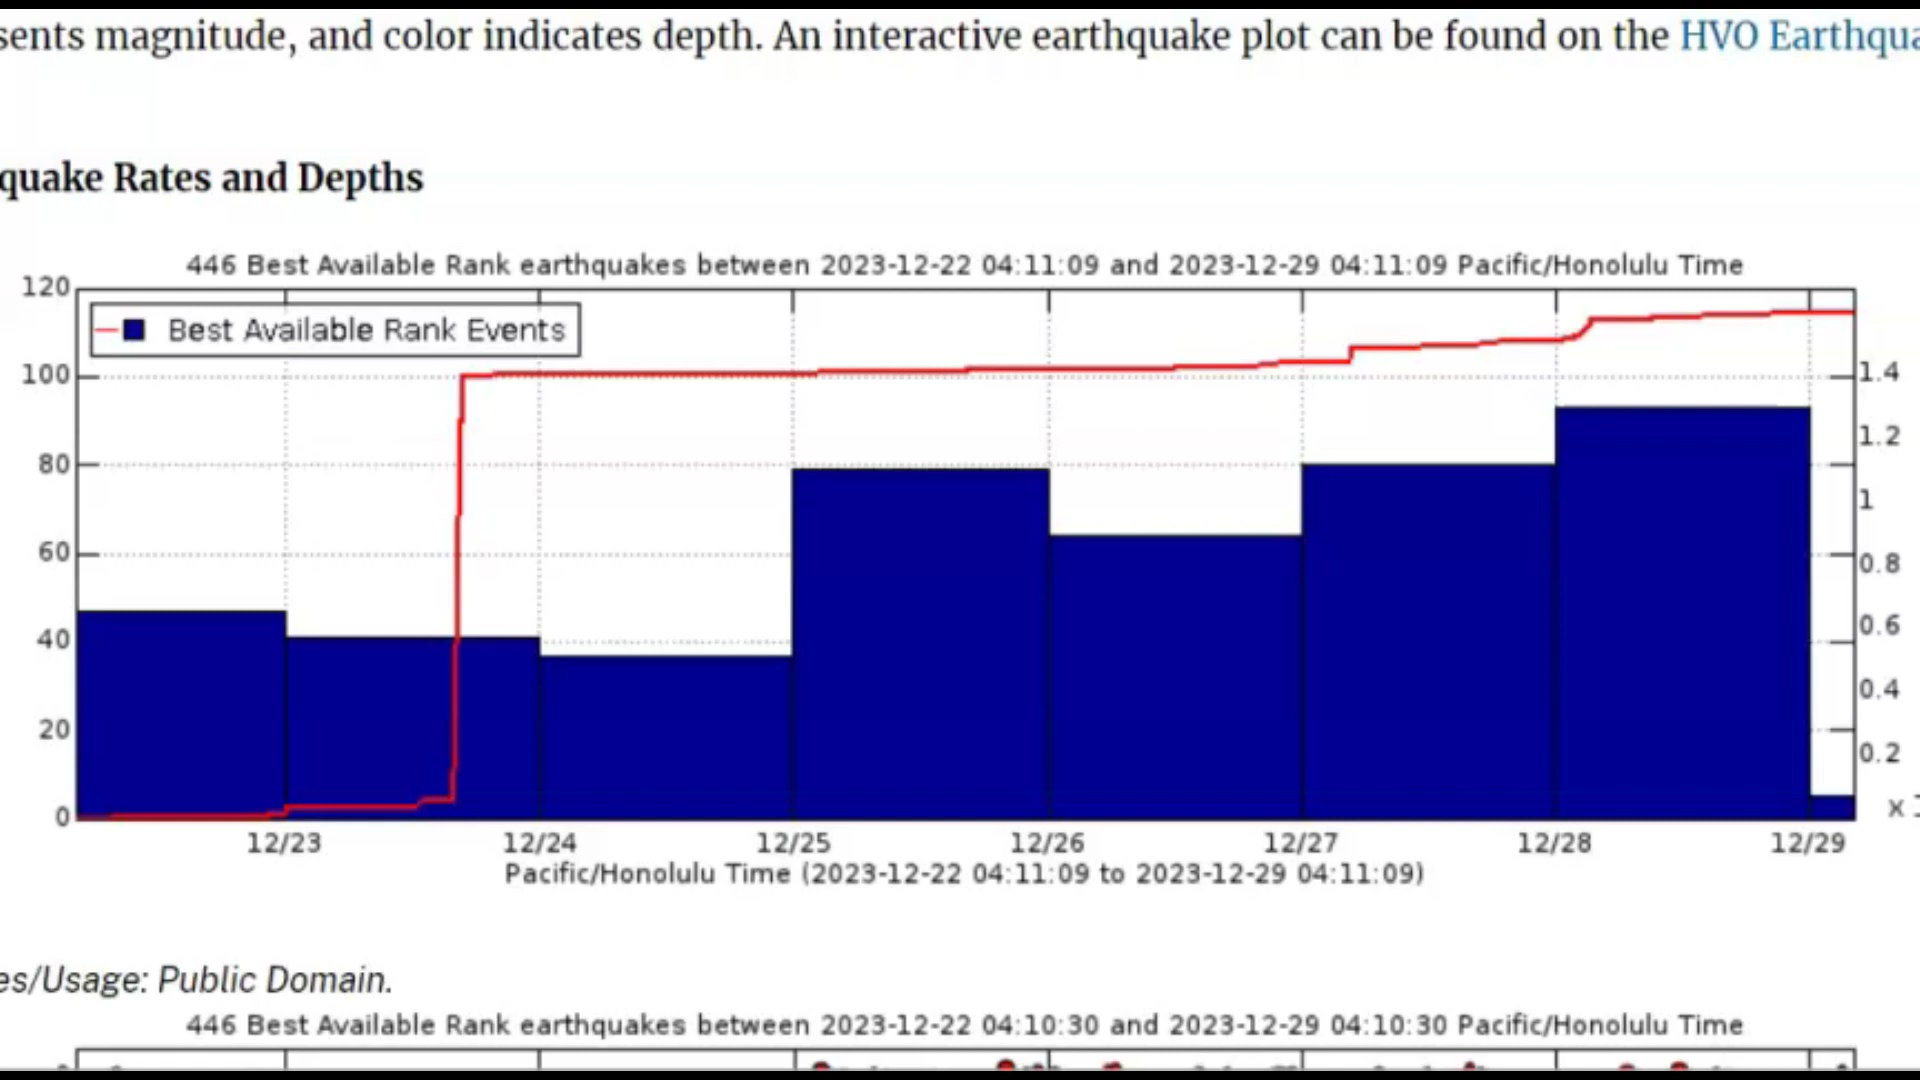 sents magnitude, and color indicates depth. An interactive earthquake plot can be found on the HVO Earthqua
quake Rates and Depths
446 Best Available Rank earthquakes between 2023-12-22 04:11:09 and 2023-12-29 04:11:09 Pacific/Honolulu Time
Best Available Rank Events
120
100
80
60
40
20
0
1.4
1.2
1
0.8
0.6
0.4
0.2
x
12/23 12/24 12/25 12/26 12/27 12/28 12/29
Pacific/Honolulu Time (2023-12-22 04:11:09 to 2023-12-29 04:11:09)
es/Usage: Public Domain.
446 Best Available Rank earthquakes between 2023-12-22 04:10:30 and 2023-12-29 04:10:30 Pacific/Honolulu Time